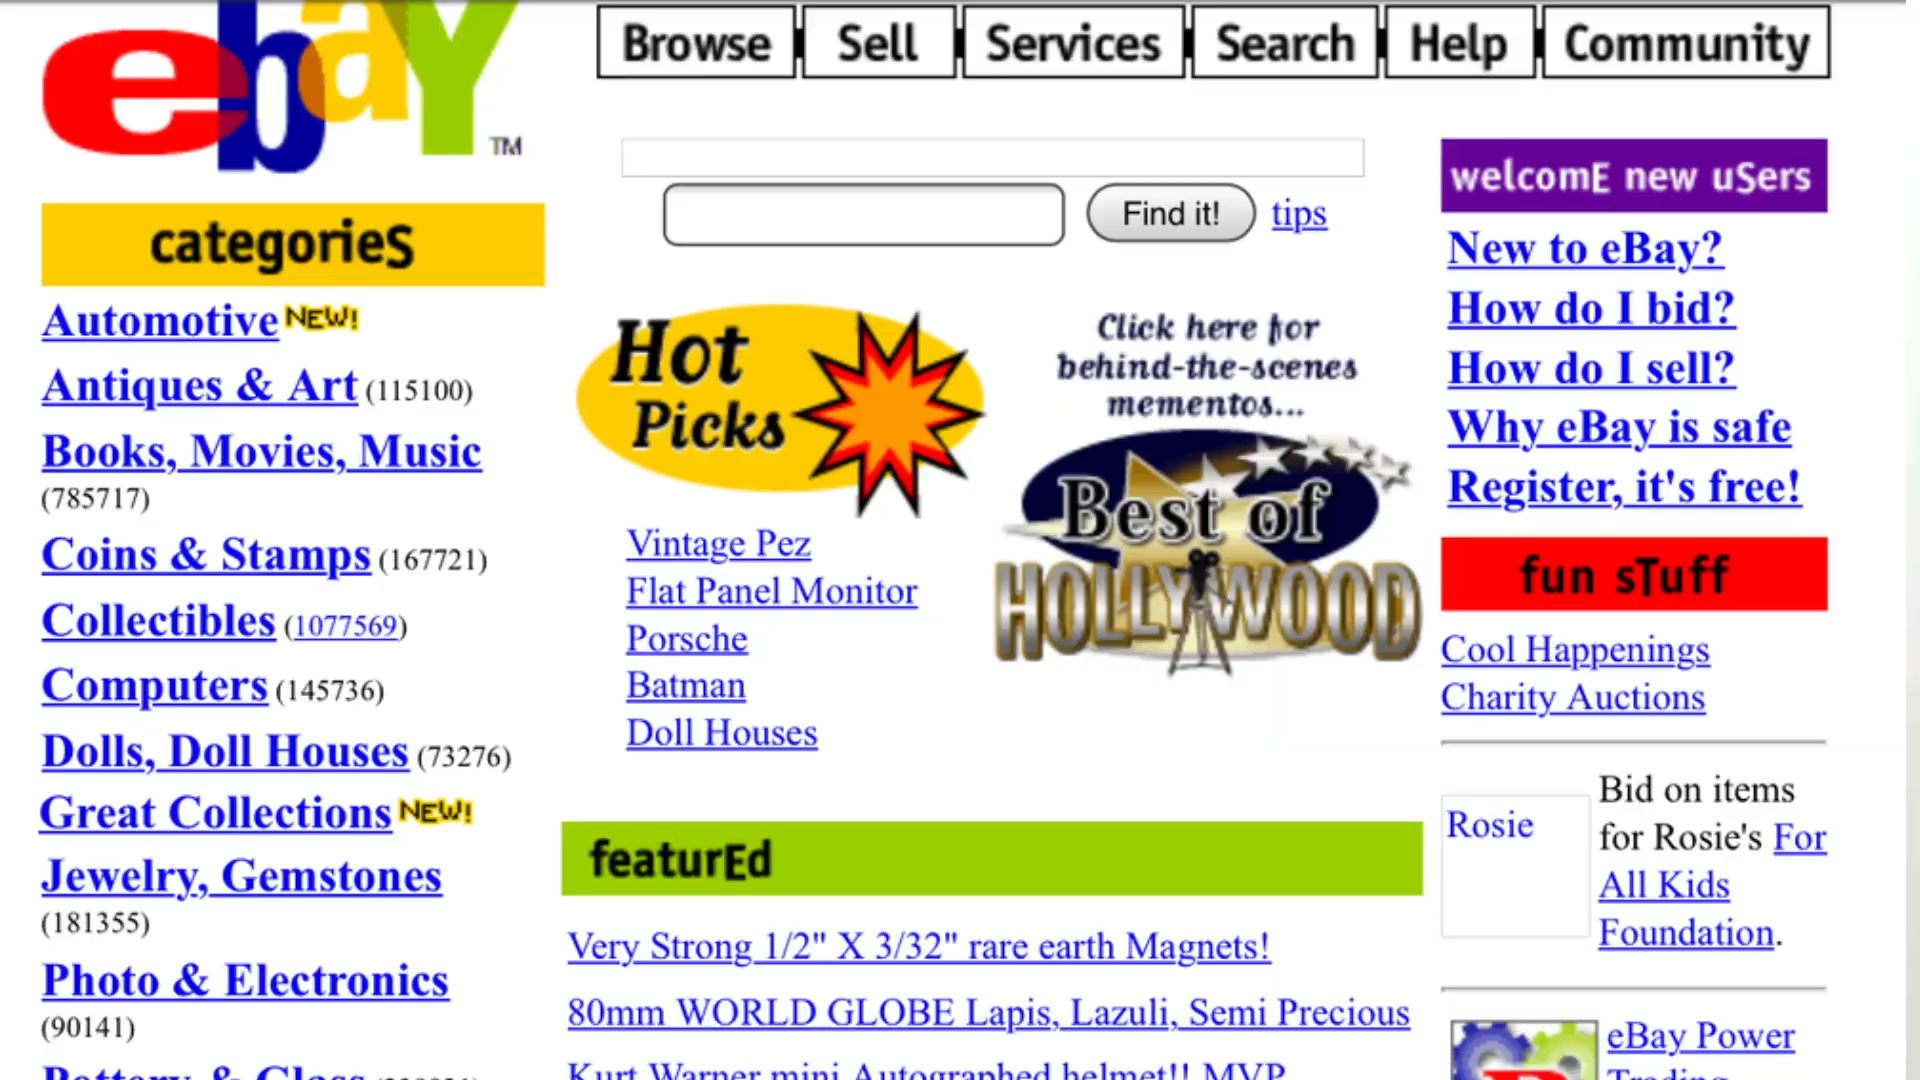 ebaY™
Browse
Sell
Services
Search
Help
Community
categorieS
Automotive NEW!
Antiques & Art (115100)
Books, Movies, Music
(785717)
Coins & Stamps (167721)
Collectibles (1077569)
Computers (145736)
Dolls, Doll Houses (73276)
Great Collections NEW!
Jewelry, Gemstones
(181355)
Photo & Electronics
(90141)
Pottery & Glass
Find it!
tips
Hot
Picks
Vintage Pez
Flat Panel Monitor
Porsche
Batman
Doll Houses
Click here for
behind-the-scenes
mementos...
Best of
HOLLYWOOD
featurEd
Very Strong 1/2" X 3/32" rare earth Magnets!
80mm WORLD GLOBE Lapis, Lazuli, Semi Precious
Kurt Warner mini Autographed helmet!! MVP
welcomE new uSers
New to eBay?
How do I bid?
How do I sell?
Why eBay is safe
Register, it's free!
fun sTuff
Cool Happenings
Charity Auctions
Rosie
Bid on items
for Rosie's For
All Kids
Foundation.
eBay Power
Trading